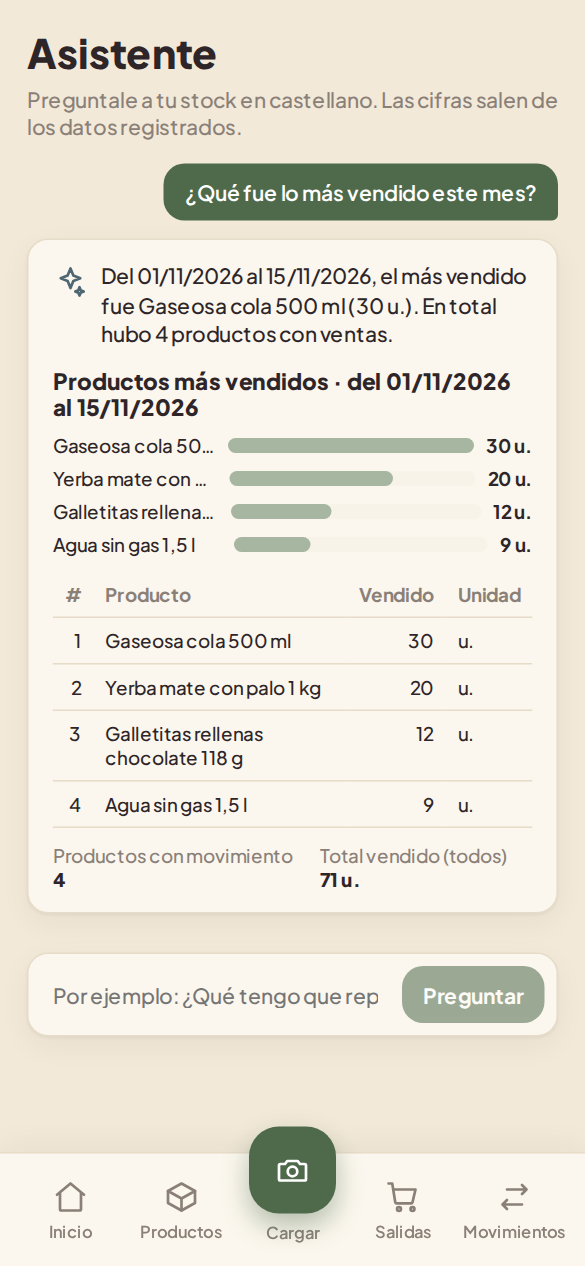 Asistente
Preguntale a tu stock en castellano. Las cifras salen de
los datos registrados.
¿Qué fue lo más vendido este mes?
Del 01/11/2026 al 15/11/2026, el más vendido
fue Gaseosa cola 500 ml (30 u.). En total
hubo 4 productos con ventas.
Productos más vendidos · del 01/11/2026
al 15/11/2026
Gaseosa cola 50... 30 u.
Yerba mate con ... 20 u.
Galletitas rellena... 12 u.
Agua sin gas 1,5 l 9 u.
# Producto Vendido Unidad
1 Gaseosa cola 500 ml 30 u.
2 Yerba mate con palo 1 kg 20 u.
3 Galletitas rellenas 12 u.
chocolate 118 g
4 Agua sin gas 1,5 l 9 u.
Productos con movimiento Total vendido (todos)
4 71 u.
Por ejemplo: ¿Qué tengo que rep Preguntar
Inicio Productos Cargar Salidas Movimientos